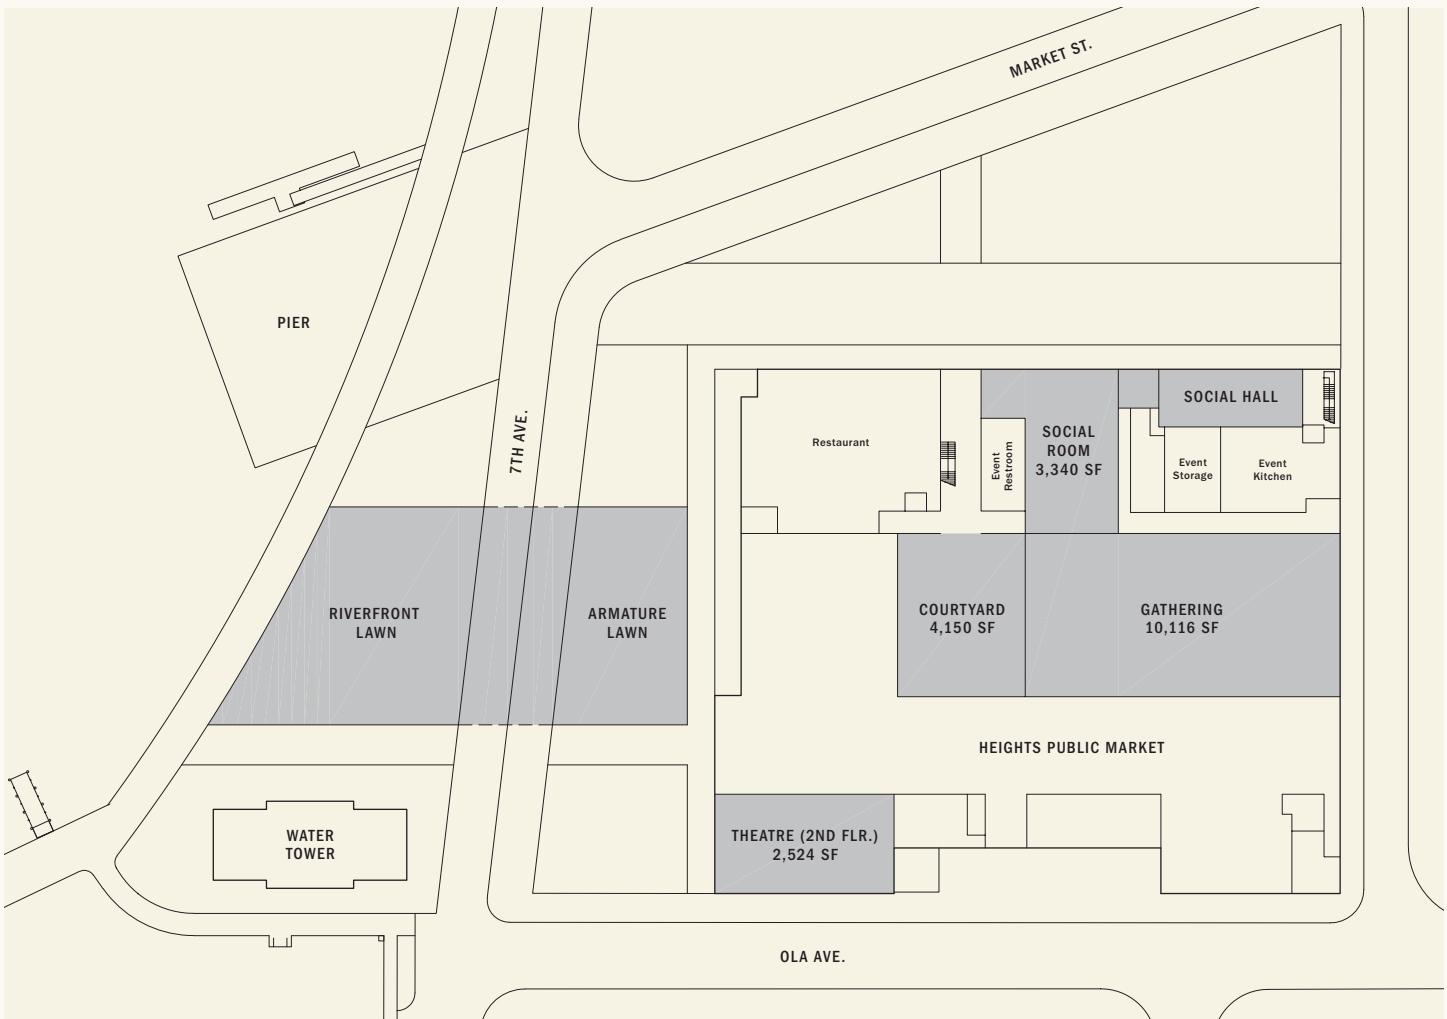 MARKET ST.
PIER
7TH AVE.
Restaurant
Event
Restroom
SOCIAL
ROOM
3,340 SF
SOCIAL HALL
Event
Storage
Event
Kitchen
RIVERFRONT
LAWN
ARMATURE
LAWN
COURTYARD
4,150 SF
GATHERING
10,116 SF
HEIGHTS PUBLIC MARKET
WATER
TOWER
THEATRE (2ND FLR.)
2,524 SF
OLA AVE.